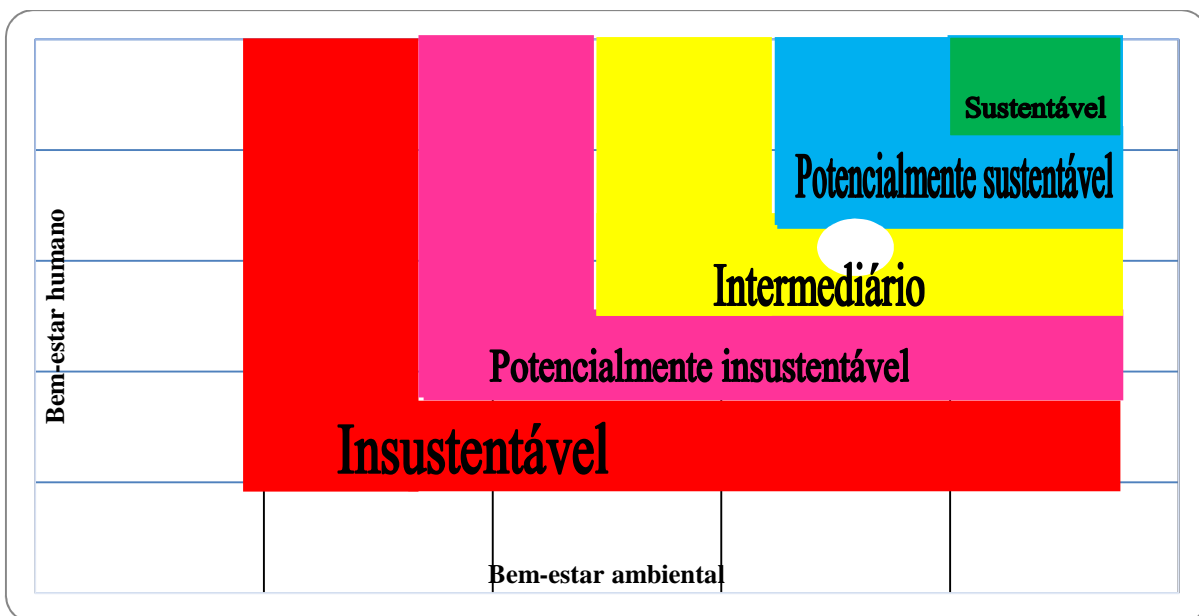 Sustentável
Potencialmente sustentável
Bem-estar humano
Intermediário
Potencialmente insustentável
Insustentável
Bem-estar ambiental